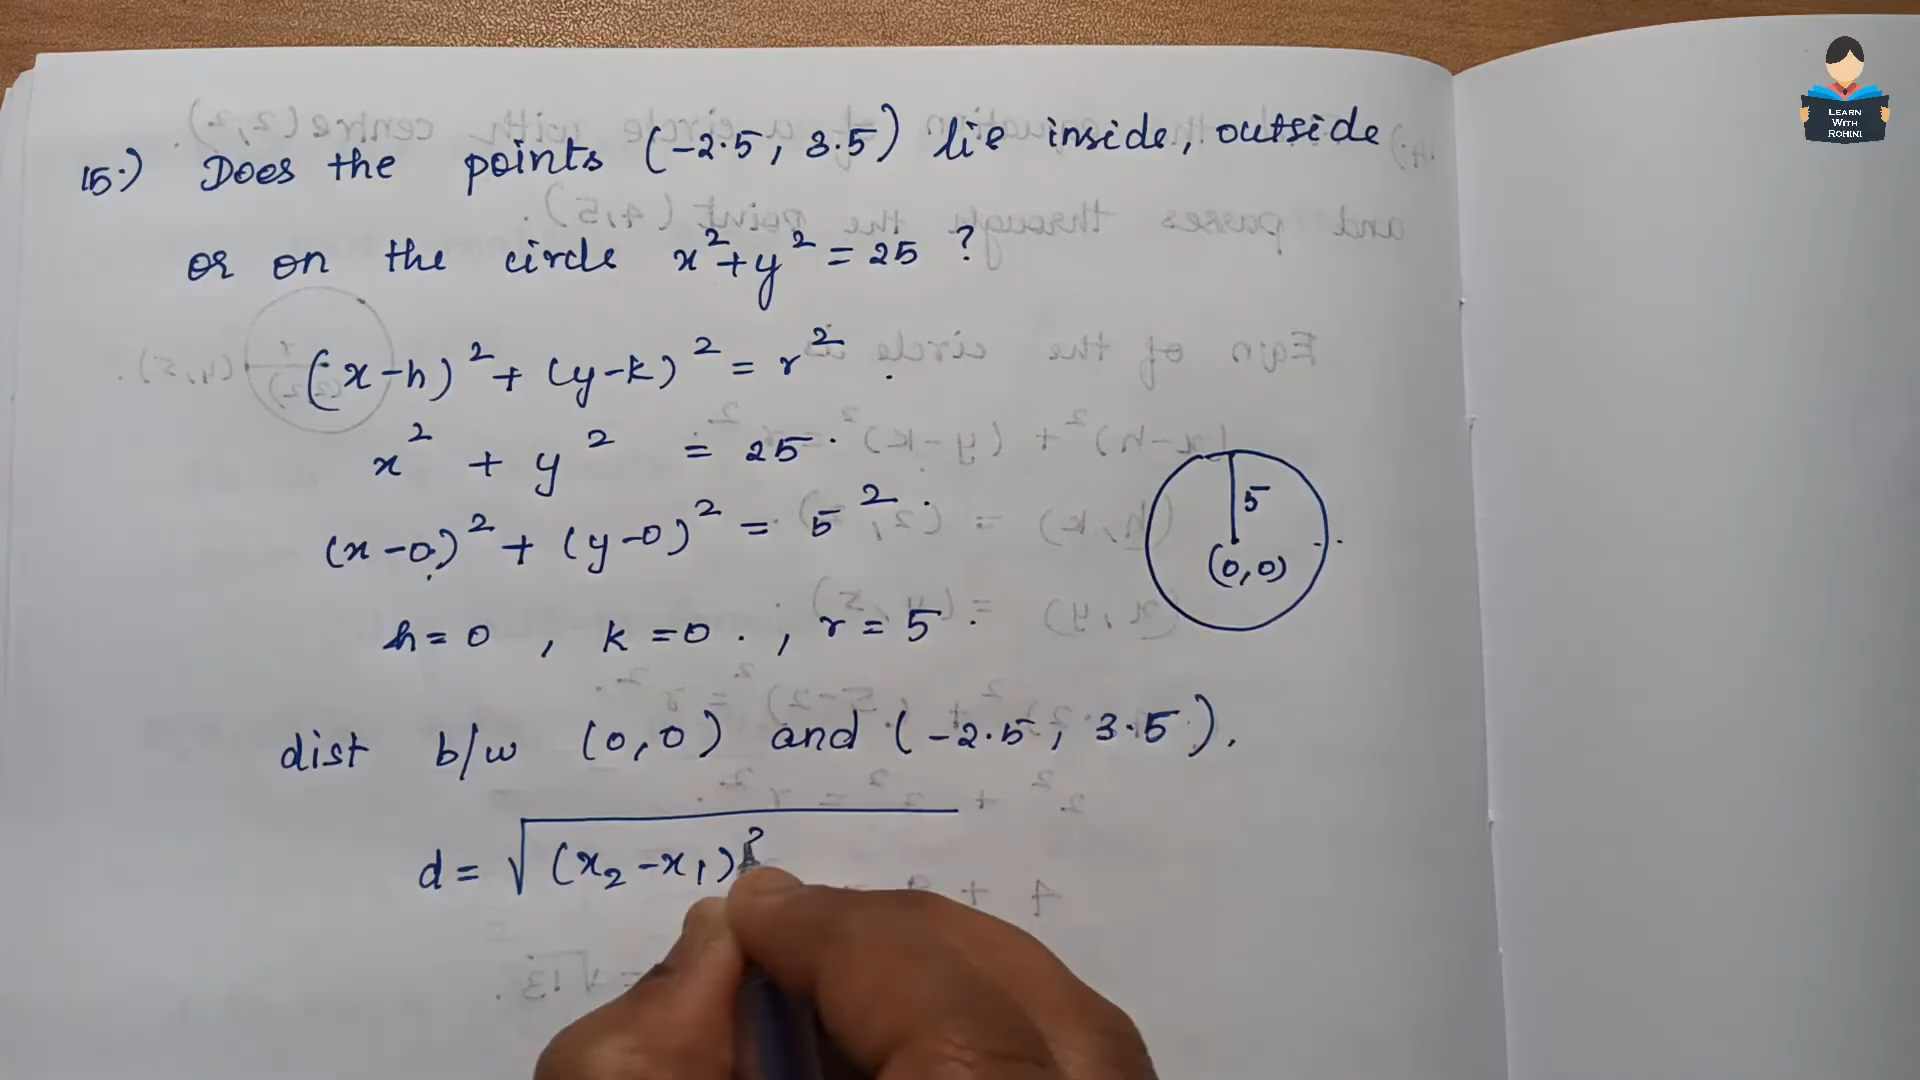 15.) Does the points (-2.5, 3.5) lie inside, outside
or on the circle x²+y²=25 ?
(x-h)²+(y-k)²=r²
x²+y²=25.
(x-0)²+(y-0)²=5².
5
(0,0)
h=0, k=0., r=5.
dist b/w (0,0) and (-2.5, 3.5).
d=√(x₂-x₁)²
LEARN
WITH
ROHINI